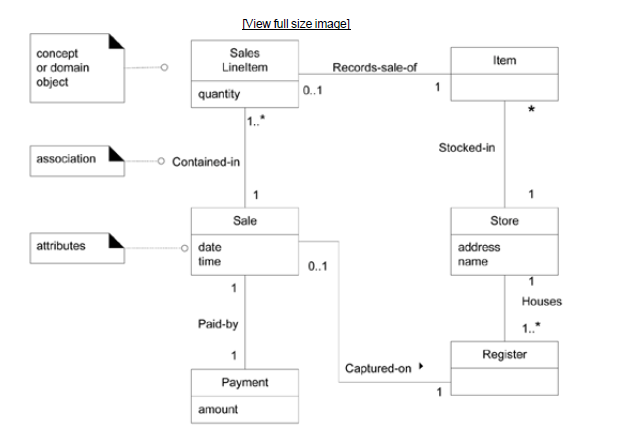 [View full size image]
concept
or domain
object
Sales
LineItem
quantity
Records-sale-of
0..1
1
Item
1..*
*
association
Contained-in
Stocked-in
1
1
attributes
Sale
date
time
0..1
Store
address
name
1
1
Houses
Paid-by
1..*
1
Captured-on
Register
1
Payment
amount